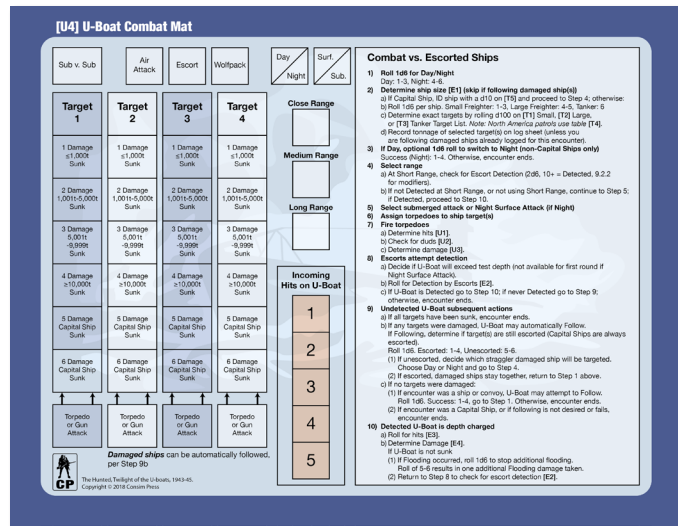 [U4] U-Boat Combat Mat
Sub v. Sub
Air
Attack
Escort
Wolfpack
Day
Night
Surf.
Sub.
Target
1
Target
2
Target
3
Target
4
1 Damage
≤1,000t
Sunk
1 Damage
≤1,000t
Sunk
1 Damage
≤1,000t
Sunk
1 Damage
≤1,000t
Sunk
2 Damage
1,001t-5,000t
Sunk
2 Damage
1,001t-5,000t
Sunk
2 Damage
1,001t-5,000t
Sunk
2 Damage
1,001t-5,000t
Sunk
3 Damage
5,001t
-9,999t
Sunk
3 Damage
5,001t
-9,999t
Sunk
3 Damage
5,001t
-9,999t
Sunk
3 Damage
5,001t
-9,999t
Sunk
4 Damage
≥10,000t
Sunk
4 Damage
≥10,000t
Sunk
4 Damage
≥10,000t
Sunk
4 Damage
≥10,000t
Sunk
5 Damage
Capital Ship
Sunk
5 Damage
Capital Ship
Sunk
5 Damage
Capital Ship
Sunk
5 Damage
Capital Ship
Sunk
6 Damage
Capital Ship
Sunk
6 Damage
Capital Ship
Sunk
6 Damage
Capital Ship
Sunk
6 Damage
Capital Ship
Sunk
Torpedo
or Gun
Attack
Torpedo
or Gun
Attack
Torpedo
or Gun
Attack
Torpedo
or Gun
Attack
Close Range
Medium Range
Long Range
Incoming
Hits on U-Boat
1
2
3
4
5
Damaged ships can be automatically followed,
per Step 9b
CP
The Hunted, Twilight of the U-boats, 1943-45.
Copyright © 2018 Consim Press
Combat vs. Escorted Ships
1) Roll 1d6 for Day/Night
Day: 1-3, Night: 4-6.
2) Determine ship size [E1] (skip if following damaged ship(s))
a) If Capital Ship, ID ship with a d10 on [T5] and proceed to Step 4; otherwise:
b) Roll 1d6 per ship. Small Freighter: 1-3, Large Freighter: 4-5, Tanker: 6
c) Determine exact targets by rolling d100 on [T1] Small, [T2] Large,
or [T3] Tanker Target List. Note: North America patrols use table [T4].
d) Record tonnage of selected target(s) on log sheet (unless you
are following damaged ships already logged for this encounter).
3) If Day, optional 1d6 roll to switch to Night (non-Capital Ships only)
Success (Night): 1-4. Otherwise, encounter ends.
4) Select range
a) At Short Range, check for Escort Detection (2d6, 10+ = Detected, 9.2.2
for modifiers).
b) If not Detected at Short Range, or not using Short Range, continue to Step 5;
if Detected, proceed to Step 10.
5) Select submerged attack or Night Surface Attack (if Night)
6) Assign torpedoes to ship target(s)
7) Fire torpedoes
a) Determine hits [U1].
b) Check for duds [U2].
c) Determine damage [U3].
8) Escorts attempt detection
a) Decide if U-Boat will exceed test depth (not available for first round if
Night Surface Attack).
b) Roll for Detection by Escorts [E2].
c) If U-Boat is Detected go to Step 10; if never Detected go to Step 9;
otherwise, encounter ends.
9) Undetected U-Boat subsequent actions
a) If all targets have been sunk, encounter ends.
b) If any targets were damaged, U-Boat may automatically Follow.
If Following, determine if target(s) are still escorted (Capital Ships are always
escorted).
Roll 1d6. Escorted: 1-4, Unescorted: 5-6.
(1) If unescorted, decide which straggler damaged ship will be targeted.
Choose Day or Night and go to Step 4.
(2) If escorted, damaged ships stay together, return to Step 1 above.
c) If no targets were damaged:
(1) If encounter was a ship or convoy, U-Boat may attempt to Follow.
Roll 1d6. Success: 1-4, go to Step 1. Otherwise, encounter ends.
(2) If encounter was a Capital Ship, or if following is not desired or fails,
encounter ends.
10) Detected U-Boat is depth charged
a) Roll for hits [E3].
b) Determine Damage [E4].
If U-Boat is not Sunk
(1) If Flooding occurred, roll 1d6 to stop additional flooding.
Roll of 5-6 results in one additional Flooding damage taken.
(2) Return to Step 8 to check for escort detection [E2].